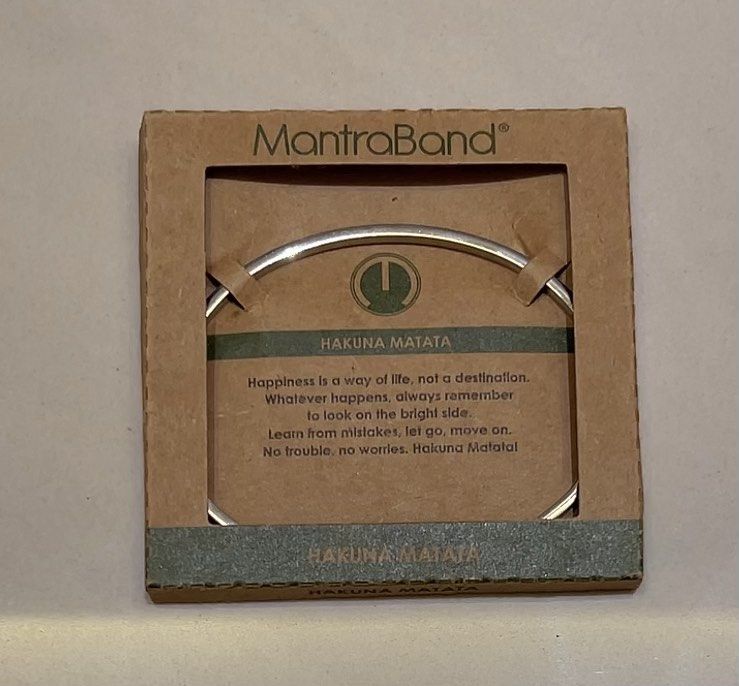 MantraBand®
HAKUNA MATATA
Happiness is a way of life, not a destination.
Whatever happens, always remember
to look on the bright side.
Learn from mistakes, let go, move on.
No trouble, no worries. Hakuna Matata!
HAKUNA MATATA
HAKUNA MATATA